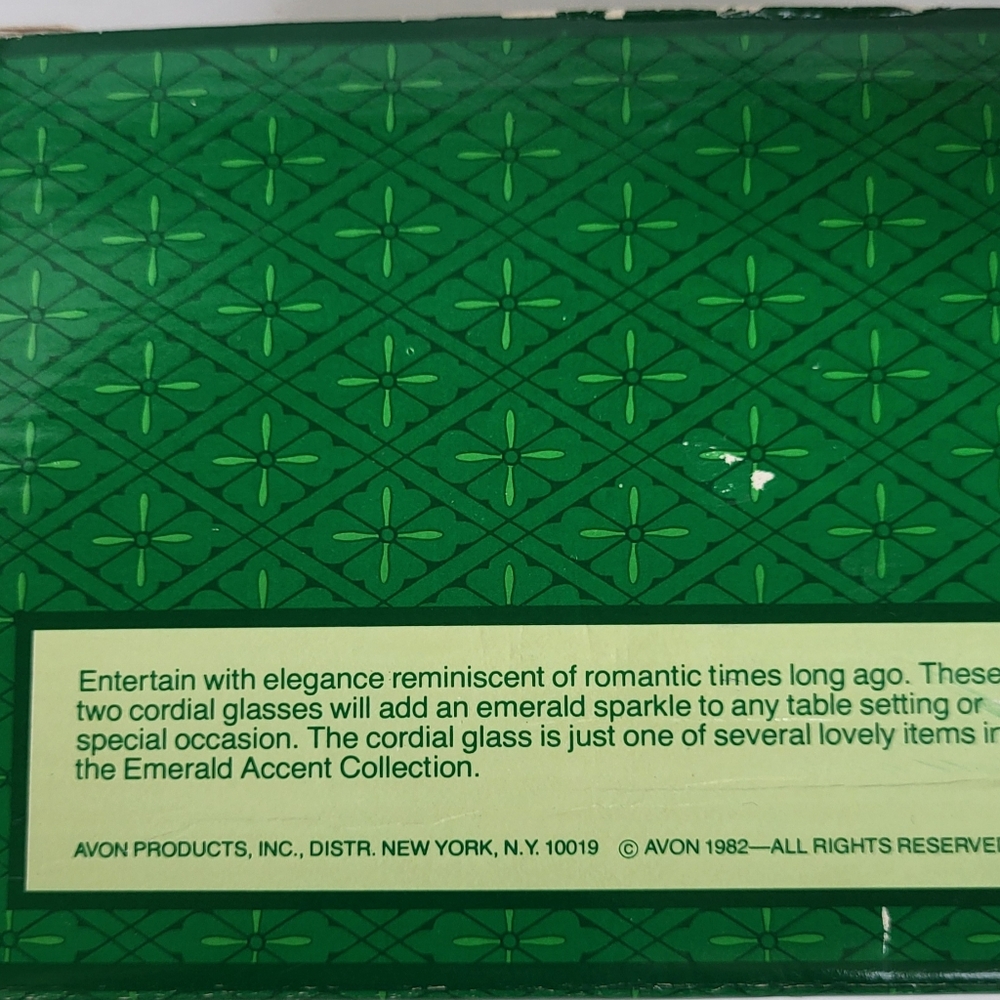 Entertain with elegance reminiscent of romantic times long ago. These
two cordial glasses will add an emerald sparkle to any table setting or
special occasion. The cordial glass is just one of several lovely items in
the Emerald Accent Collection.
AVON PRODUCTS, INC., DISTR. NEW YORK, N.Y. 10019 © AVON 1982—ALL RIGHTS RESERVE